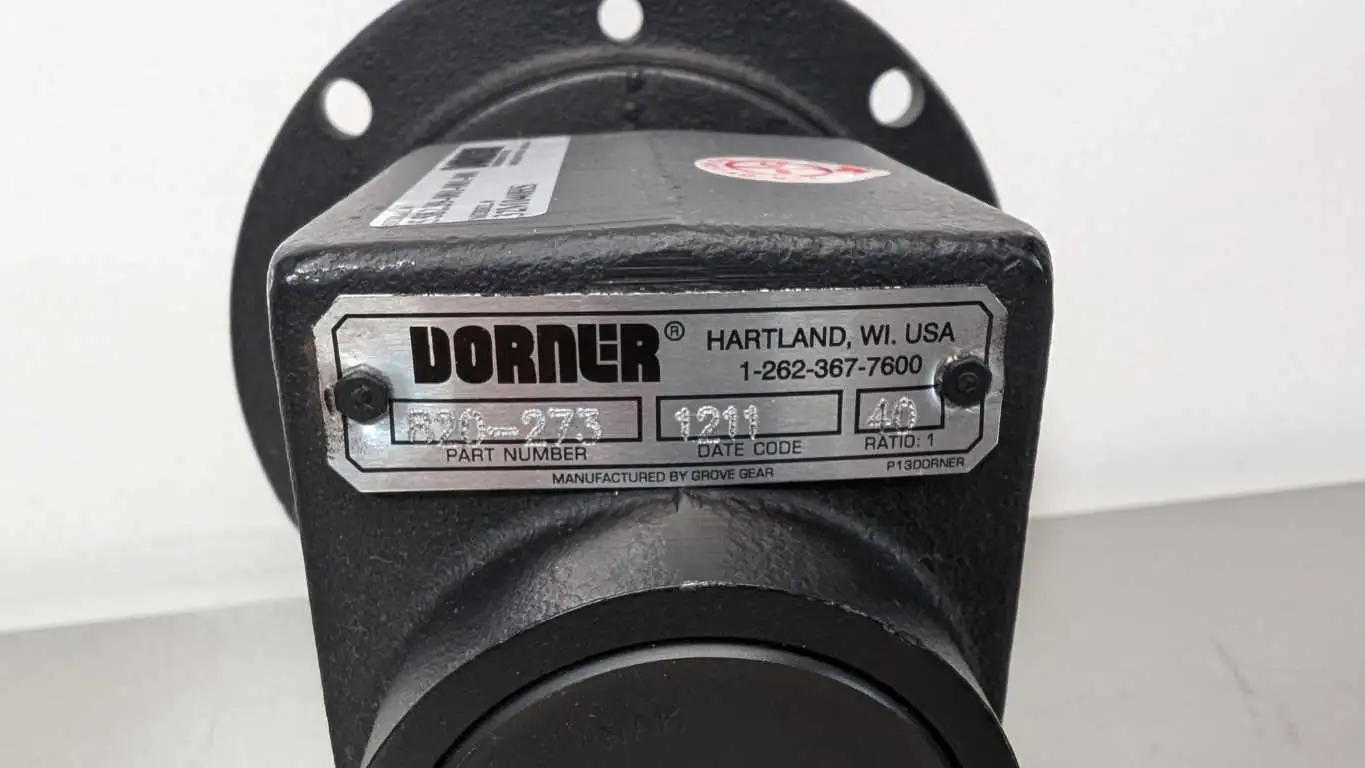 DORNER® HARTLAND, WI. USA
1-262-367-7600
820-273 1211 40
PART NUMBER DATE CODE RATIO: 1
MANUFACTURED BY GROVE GEAR P13DORNER